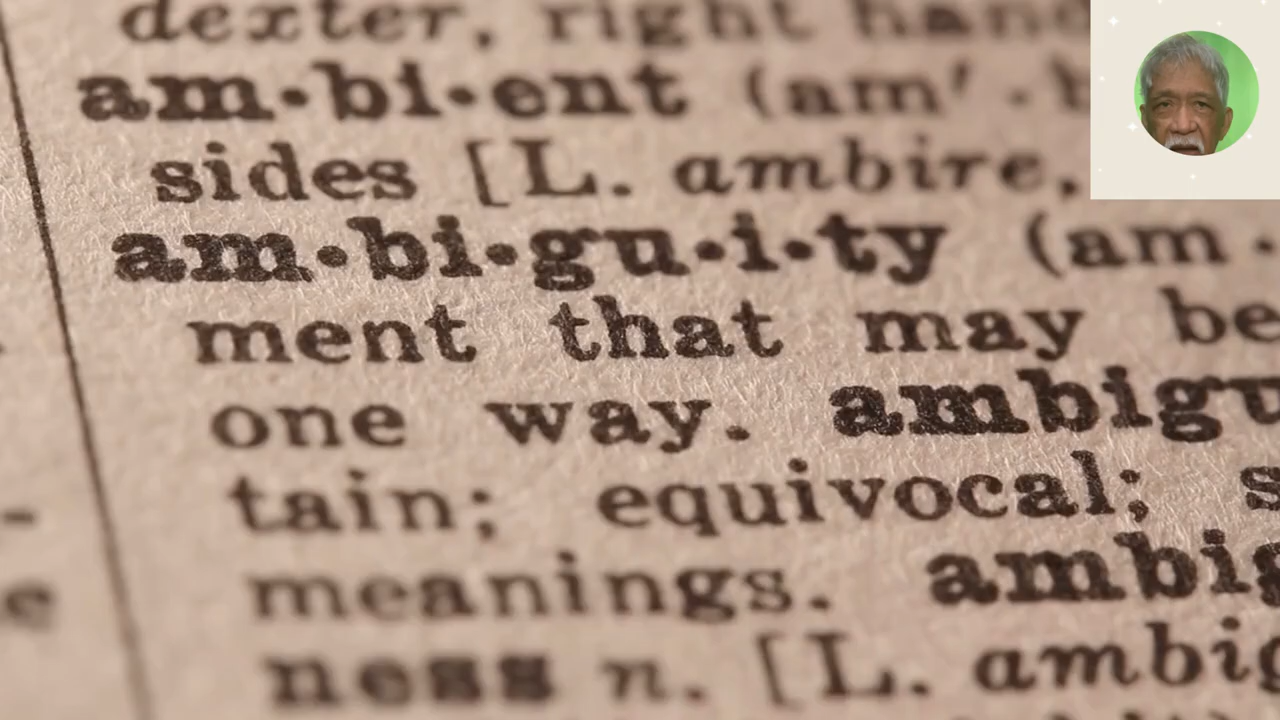 dexter, right hand
am•bi•ent (am′ · b
sides [L. ambire,
am•bi•gu•i•ty (am ·
ment that may be
one way. ambigu
tain; equivocal; s
meanings. ambig
ness n. [L. ambig
-
e